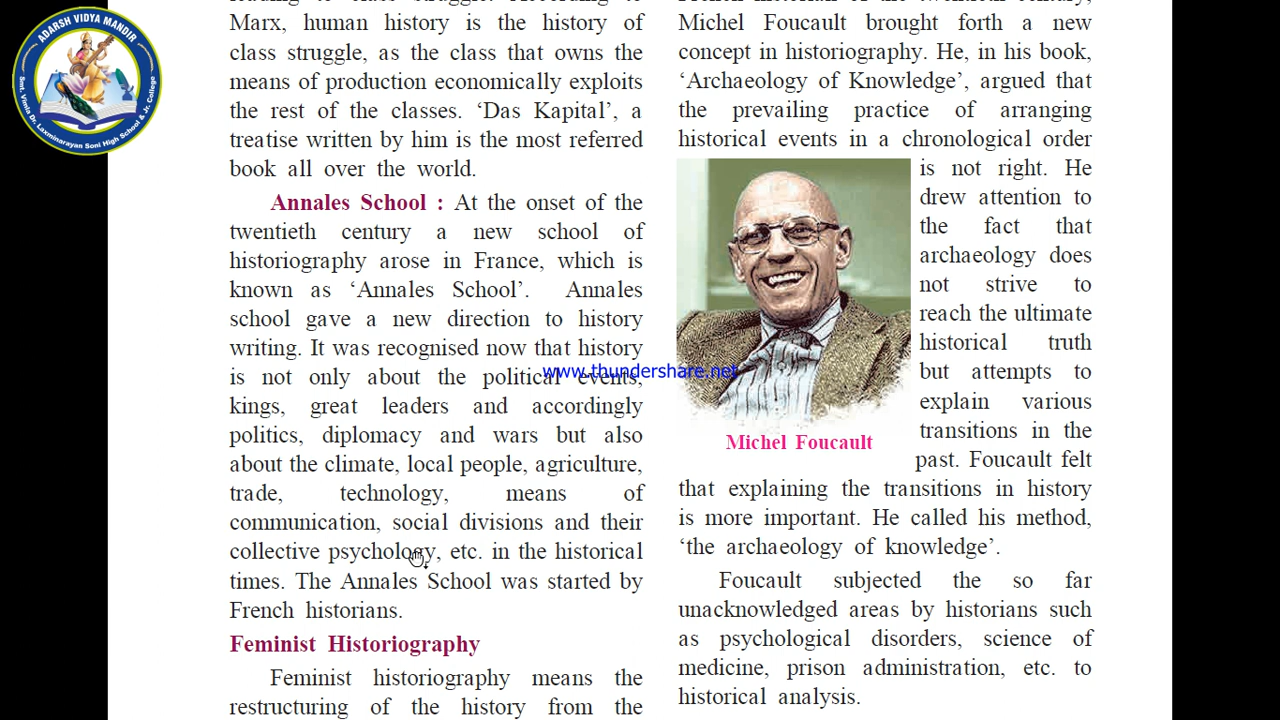 ADARSH VIDYA MANDIR
Smt. Vimla Dr. Laxminarayan Soni High School & Jr. College
Marx, human history is the history of
class struggle, as the class that owns the
means of production economically exploits
the rest of the classes. ‘Das Kapital’, a
treatise written by him is the most referred
book all over the world.
Annales School : At the onset of the
twentieth century a new school of
historiography arose in France, which is
known as ‘Annales School’. Annales
school gave a new direction to history
writing. It was recognised now that history
is not only about the political events,
kings, great leaders and accordingly
politics, diplomacy and wars but also
about the climate, local people, agriculture,
trade, technology, means of
communication, social divisions and their
collective psychology, etc. in the historical
times. The Annales School was started by
French historians.
Feminist Historiography
Feminist historiography means the
restructuring of the history from the
Michel Foucault brought forth a new
concept in historiography. He, in his book,
‘Archaeology of Knowledge’, argued that
the prevailing practice of arranging
historical events in a chronological order
is not right. He
drew attention to
the fact that
archaeology does
not strive to
reach the ultimate
historical truth
but attempts to
explain various
transitions in the
past. Foucault felt
Michel Foucault
that explaining the transitions in history
is more important. He called his method,
‘the archaeology of knowledge’.
Foucault subjected the so far
unacknowledged areas by historians such
as psychological disorders, science of
medicine, prison administration, etc. to
historical analysis.
www.thundershare.net